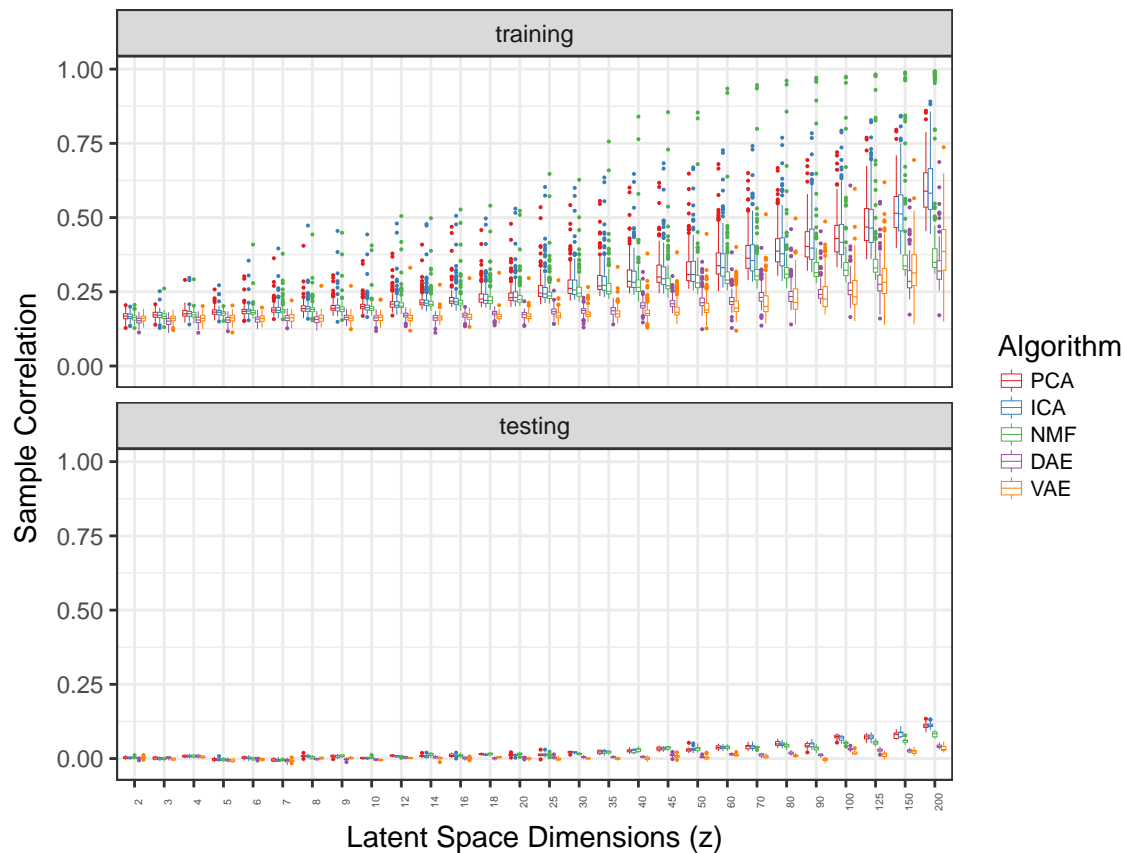 training
1.00
0.75
0.50
0.25
0.00
testing
1.00
0.75
0.50
0.25
0.00
Sample Correlation
2 3 4 5 6 7 8 9 10 12 14 16 18 20 25 30 35 40 45 50 60 70 80 90 100 125 150 200
Latent Space Dimensions (z)
Algorithm
PCA
ICA
NMF
DAE
VAE